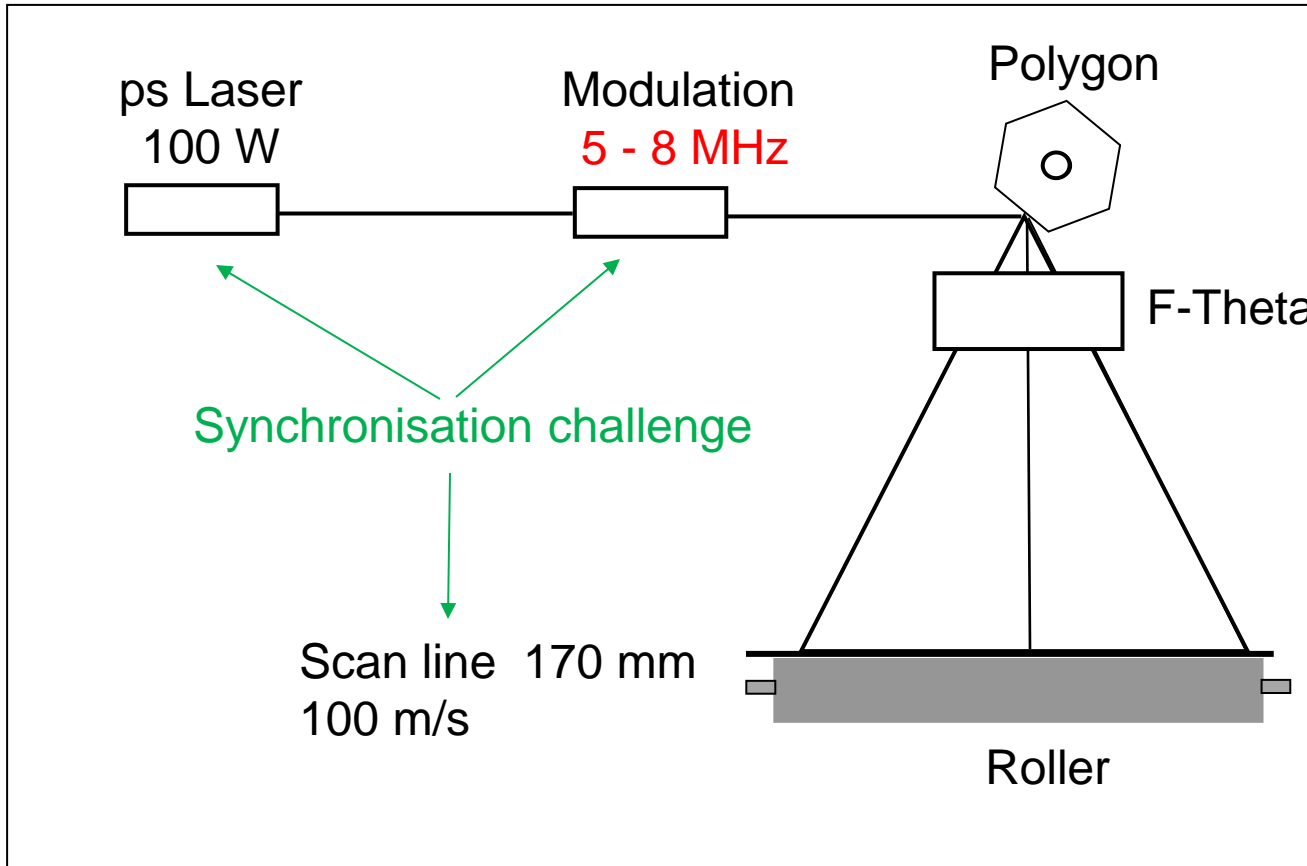 ps Laser
100 W
Modulation
5 - 8 MHz
Polygon
F-Theta
Synchronisation challenge
Scan line 170 mm
100 m/s
Roller